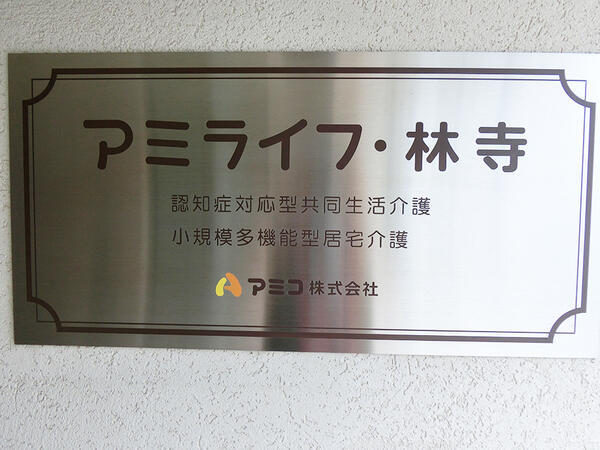 アミライフ・林寺
認知症対応型共同生活介護
小規模多機能型居宅介護
アミコ株式会社